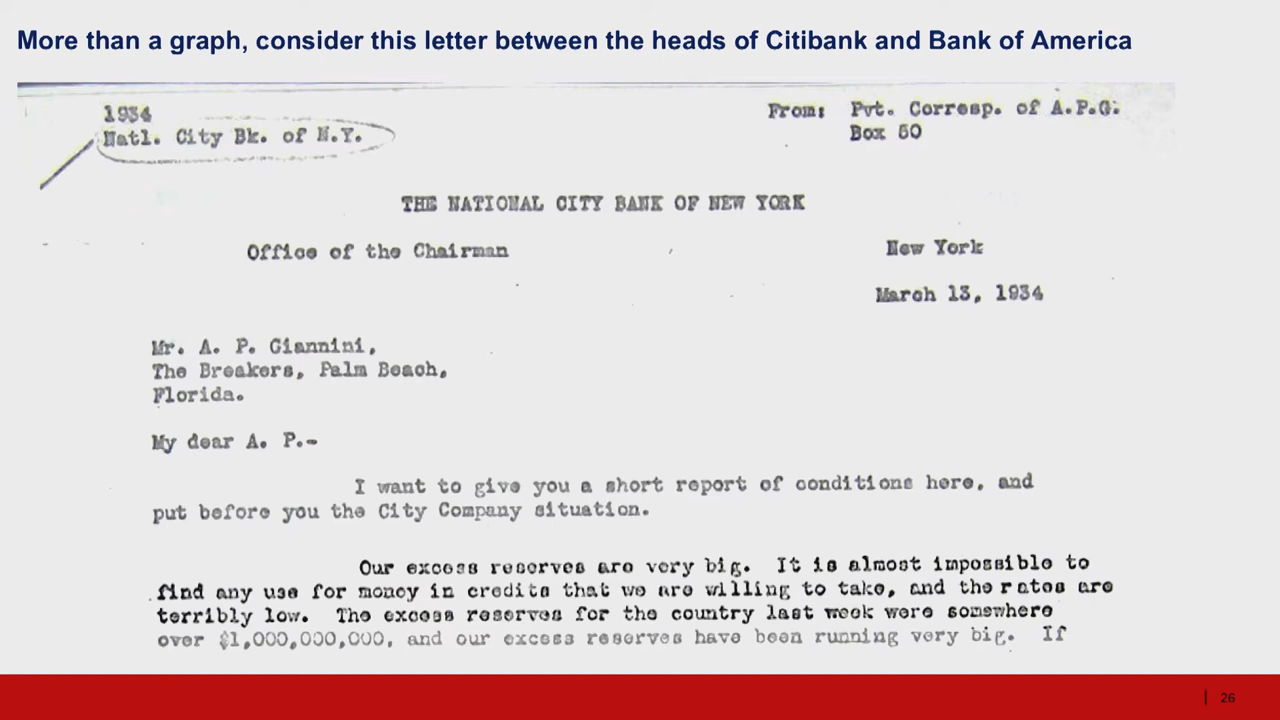 More than a graph, consider this letter between the heads of Citibank and Bank of America
1934
Natl. City Bk. of N.Y.
From: Pvt. Corresp. of A.P.G.
Box 50
THE NATIONAL CITY BANK OF NEW YORK
Office of the Chairman
New York
March 13, 1934
Mr. A. P. Giannini,
The Breakers, Palm Beach,
Florida.
My dear A. P.-
I want to give you a short report of conditions here, and
put before you the City Company situation.
Our excess reserves are very big. It is almost impossible to
find any use for money in credits that we are willing to take, and the rates are
terribly low. The excess reserves for the country last week were somewhere
over $1,000,000,000, and our excess reserves have been running very big. If
26